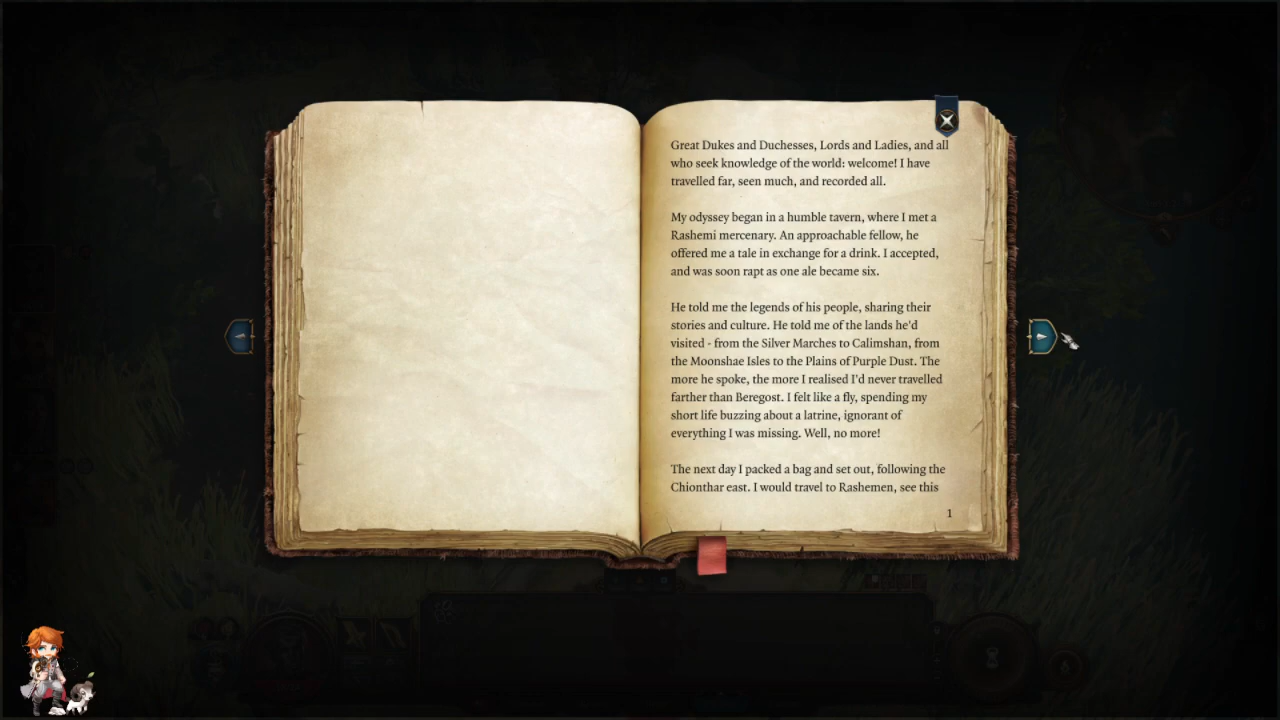 Great Dukes and Duchesses, Lords and Ladies, and all
who seek knowledge of the world: welcome! I have
travelled far, seen much, and recorded all.
My odyssey began in a humble tavern, where I met a
Rashemi mercenary. An approachable fellow, he
offered me a tale in exchange for a drink. I accepted,
and was soon rapt as one ale became six.
He told me the legends of his people, sharing their
stories and culture. He told me of the lands he'd
visited - from the Silver Marches to Calimshan, from
the Moonshae Isles to the Plains of Purple Dust. The
more he spoke, the more I realised I'd never travelled
farther than Beregost. I felt like a fly, spending my
short life buzzing about a latrine, ignorant of
everything I was missing. Well, no more!
The next day I packed a bag and set out, following the
Chionthar east. I would travel to Rashemen, see this
1